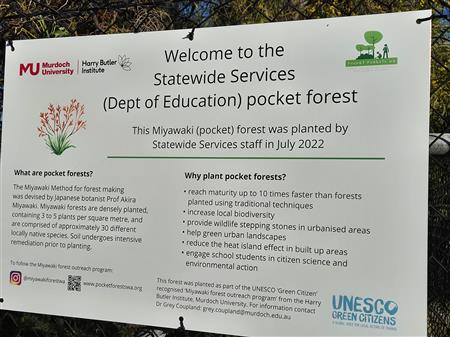 MU Murdoch University
Harry Butler Institute
POCKET FORESTS WA
Welcome to the
Statewide Services
(Dept of Education) pocket forest
This Miyawaki (pocket) forest was planted by
Statewide Services staff in July 2022
What are pocket forests?
The Miyawaki Method for forest making
was devised by Japanese botanist Prof Akira
Miyawaki. Miyawaki forests are densely planted,
containing 3 to 5 plants per square metre, and
are comprised of approximately 30 different
locally native species. Soil undergoes intensive
remediation prior to planting.
Why plant pocket forests?
• reach maturity up to 10 times faster than forests
planted using traditional techniques
• increase local biodiversity
• provide wildlife stepping stones in urbanised areas
• help green urban landscapes
• reduce the heat island effect in built up areas
• engage school students in citizen science and
environmental action
To follow the Miyawaki forest outreach program:
@miyawakiforestwa
www.pocketforestswa.org
This forest was planted as part of the UNESCO 'Green Citizen'
recognised 'Miyawaki forest outreach program' from the Harry
Butler Institute, Murdoch University. For information contact
Dr Grey Coupland: grey.coupland@murdoch.edu.au
UNESCO
GREEN CITIZENS